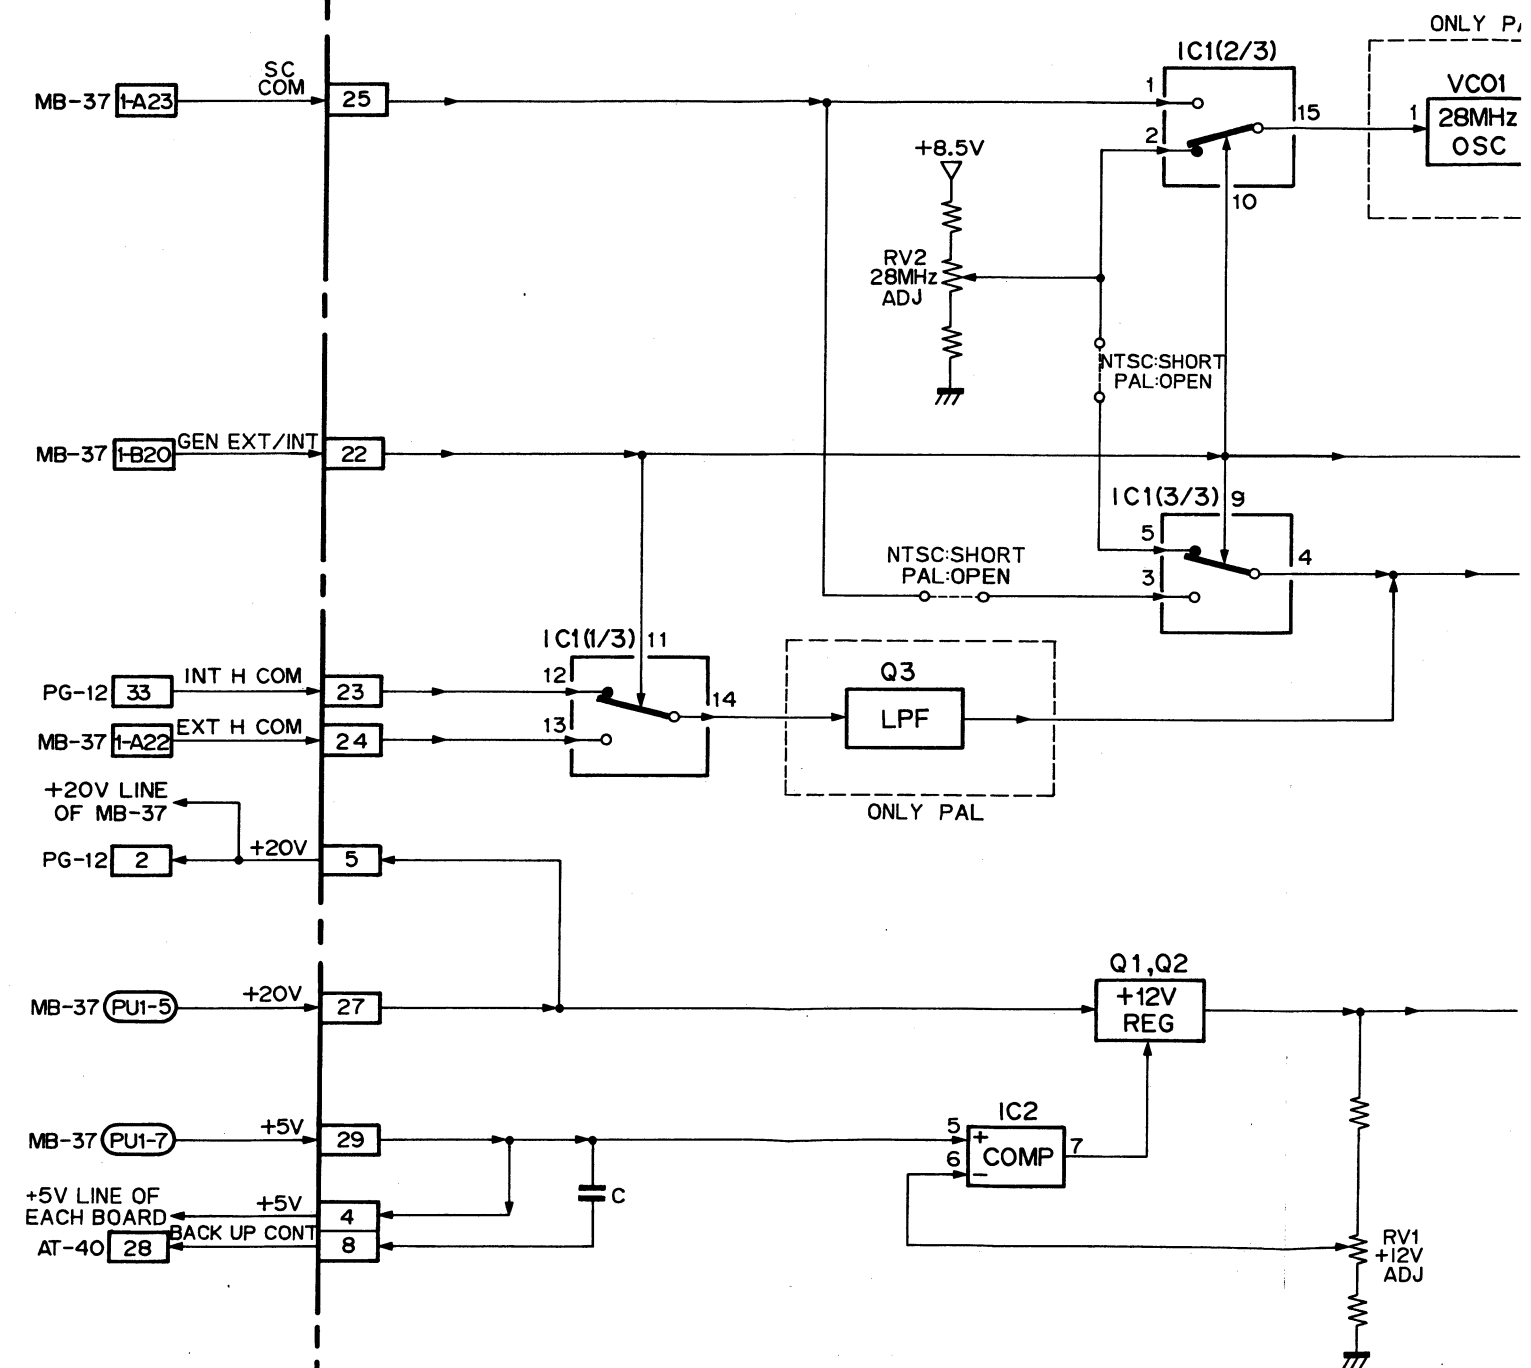 ONLY PA
IC1(2/3)
SC
COM
MB-37 1-A23
25
1
2
15
10
VCO1
1
28MHz
OSC
+8.5V
RV2
28MHz
ADJ
NTSC:SHORT
PAL:OPEN
MB-37 1-B20
GEN EXT/INT
22
IC1(3/3) 9
5
3
4
NTSC:SHORT
PAL:OPEN
IC1(1/3) 11
12
13
14
PG-12 33
INT H COM
23
MB-37 1-A22
EXT H COM
24
Q3
LPF
ONLY PAL
+20V LINE
OF MB-37
PG-12 2
+20V
5
MB-37 PU1-5
+20V
27
Q1,Q2
+12V
REG
MB-37 PU1-7
+5V
29
IC2
5
6
+
COMP
-
7
+5V LINE OF
EACH BOARD
+5V
4
C
AT-40 28
BACK UP CONT
8
RV1
+12V
ADJ